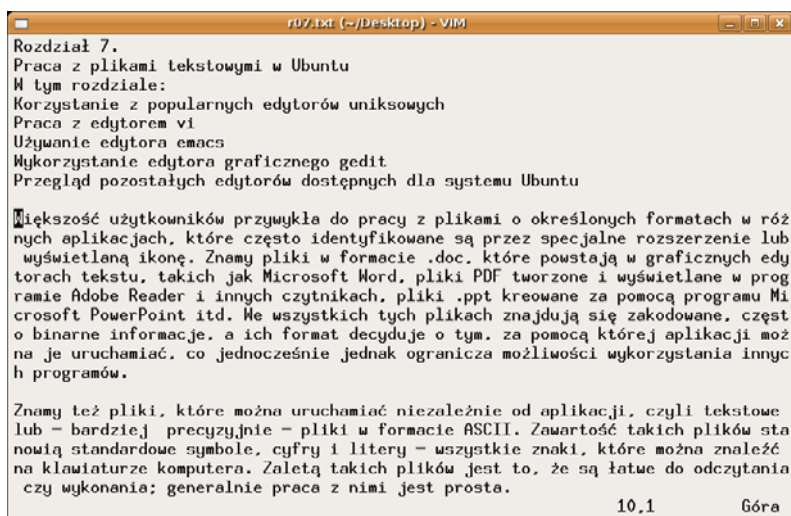 r07.txt (~/Desktop) - VIM
Rozdział 7.
Praca z plikami tekstowymi w Ubuntu
W tym rozdziale:
Korzystanie z popularnych edytorów uniksowych
Praca z edytorem vi
Używanie edytora emacs
Wykorzystanie edytora graficznego gedit
Przegląd pozostałych edytorów dostępnych dla systemu Ubuntu

Większość użytkowników przywykła do pracy z plikami o określonych formatach w róż
nych aplikacjach, które często identyfikowane są przez specjalne rozszerzenie lub
wyświetlaną ikonę. Znamy pliki w formacie .doc, które powstają w graficznych edy
torach tekstu, takich jak Microsoft Word, pliki PDF tworzone i wyświetlane w prog
ramie Adobe Reader i innych czytnikach, pliki .ppt kreowane za pomocą programu Mi
crosoft PowerPoint itd. We wszystkich tych plikach znajdują się zakodowane, częst
o binarne informacje, a ich format decyduje o tym, za pomocą której aplikacji moż
na je uruchamiać, co jednocześnie jednak ogranicza możliwości wykorzystania innyc
h programów.

Znamy też pliki, które można uruchamiać niezależnie od aplikacji, czyli tekstowe
lub – bardziej  precyzyjnie – pliki w formacie ASCII. Zawartość takich plików sta
nowią standardowe symbole, cyfry i litery – wszystkie znaki, które można znaleźć
na klawiaturze komputera. Zaletą takich plików jest to, że są łatwe do odczytania
czy wykonania; generalnie praca z nimi jest prosta.
10,1 Góra